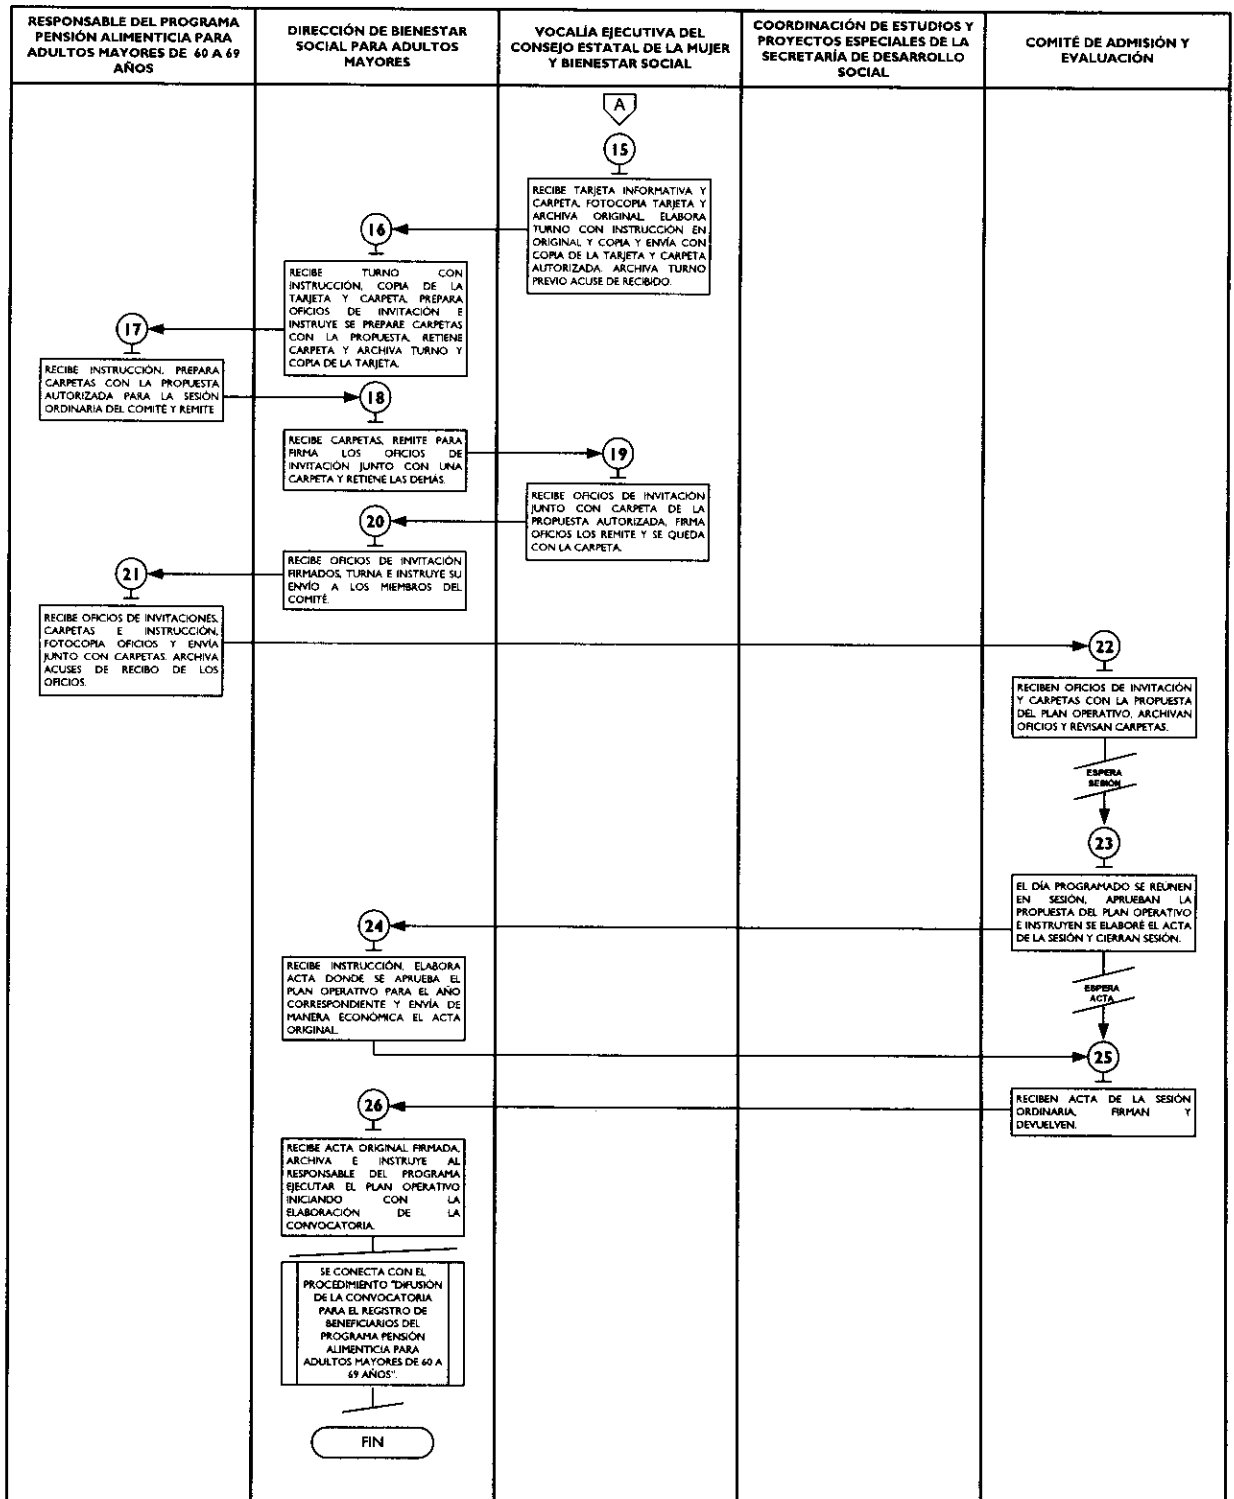 RESPONSABLE DEL PROGRAMA
PENSIÓN ALIMENTICIA PARA
ADULTOS MAYORES DE 60 A 69
AÑOS
DIRECCIÓN DE BIENESTAR
SOCIAL PARA ADULTOS
MAYORES
VOCALÍA EJECUTIVA DEL
CONSEJO ESTATAL DE LA MUJER
Y BIENESTAR SOCIAL
COORDINACIÓN DE ESTUDIOS Y
PROYECTOS ESPECIALES DE LA
SECRETARÍA DE DESARROLLO
SOCIAL
COMITÉ DE ADMISIÓN Y
EVALUACIÓN
A
15
RECIBE TARJETA INFORMATIVA Y
CARPETA, FOTOCOPIA TARJETA Y
ARCHIVA ORIGINAL. ELABORA
TURNO CON INSTRUCCIÓN EN
ORIGINAL Y COPIA Y ENVÍA CON
COPIA DE LA TARJETA Y CARPETA
AUTORIZADA. ARCHIVA TURNO
PREVIO ACUSE DE RECIBIDO.
16
RECIBE TURNO CON
INSTRUCCIÓN, COPIA DE LA
TARJETA Y CARPETA, PREPARA
OFICIOS DE INVITACIÓN E
INSTRUYE SE PREPARE CARPETAS
CON LA PROPUESTA, RETIENE
CARPETA Y ARCHIVA TURNO Y
COPIA DE LA TARJETA.
17
RECIBE INSTRUCCIÓN, PREPARA
CARPETAS CON LA PROPUESTA
AUTORIZADA PARA LA SESIÓN
ORDINARIA DEL COMITÉ Y REMITE
18
RECIBE CARPETAS, REMITE PARA
FIRMA LOS OFICIOS DE
INVITACIÓN JUNTO CON UNA
CARPETA Y RETIENE LAS DEMÁS.
19
RECIBE OFICIOS DE INVITACIÓN
JUNTO CON CARPETA DE LA
PROPUESTA AUTORIZADA, FIRMA
OFICIOS LOS REMITE Y SE QUEDA
CON LA CARPETA.
20
RECIBE OFICIOS DE INVITACIÓN
FIRMADOS, TURNA E INSTRUYE SU
ENVÍO A LOS MIEMBROS DEL
COMITÉ.
21
RECIBE OFICIOS DE INVITACIONES,
CARPETAS E INSTRUCCIÓN,
FOTOCOPIA OFICIOS Y ENVÍA
JUNTO CON CARPETAS. ARCHIVA
ACUSES DE RECIBO DE LOS
OFICIOS.
22
RECIBEN OFICIOS DE INVITACIÓN
Y CARPETAS CON LA PROPUESTA
DEL PLAN OPERATIVO, ARCHIVAN
OFICIOS Y REVISAN CARPETAS.
ESPERA
SESIÓN
23
EL DÍA PROGRAMADO SE REÚNEN
EN SESIÓN, APRUEBAN LA
PROPUESTA DEL PLAN OPERATIVO
E INSTRUYEN SE ELABORÉ EL ACTA
DE LA SESIÓN Y CIERRAN SESIÓN.
24
RECIBE INSTRUCCIÓN, ELABORA
ACTA DONDE SE APRUEBA EL
PLAN OPERATIVO PARA EL AÑO
CORRESPONDIENTE Y ENVÍA DE
MANERA ECONÓMICA EL ACTA
ORIGINAL.
ESPERA
ACTA
25
RECIBEN ACTA DE LA SESIÓN
ORDINARIA, FIRMAN Y
DEVUELVEN.
26
RECIBE ACTA ORIGINAL FIRMADA,
ARCHIVA E INSTRUYE AL
RESPONSABLE DEL PROGRAMA
EJECUTAR EL PLAN OPERATIVO
INICIANDO CON LA
ELABORACIÓN DE LA
CONVOCATORIA.
SE CONECTA CON EL
PROCEDIMIENTO "DIFUSIÓN
DE LA CONVOCATORIA
PARA EL REGISTRO DE
BENEFICIARIOS DEL
PROGRAMA PENSIÓN
ALIMENTICIA PARA
ADULTOS MAYORES DE 60 A
69 AÑOS".
FIN